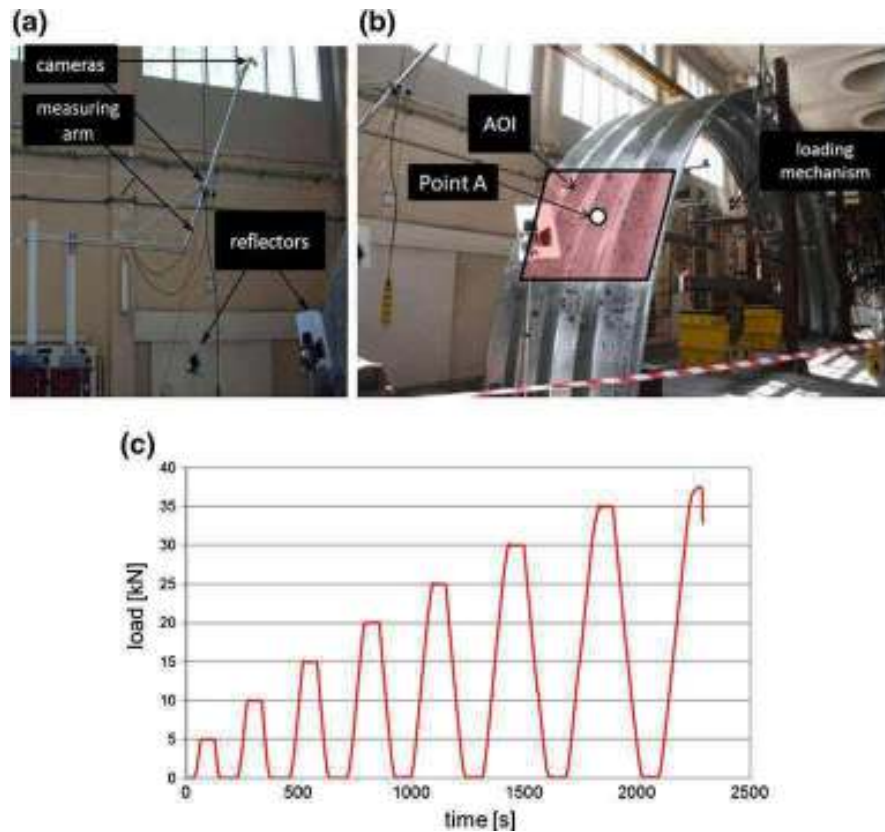 (a)
cameras
measuring
arm
reflectors
(b)
AOI
Point A
loading
mechanism
(c)
40
35
30
25
20
15
10
5
0
load [kN]
0
500
1000
1500
2000
2500
time [s]